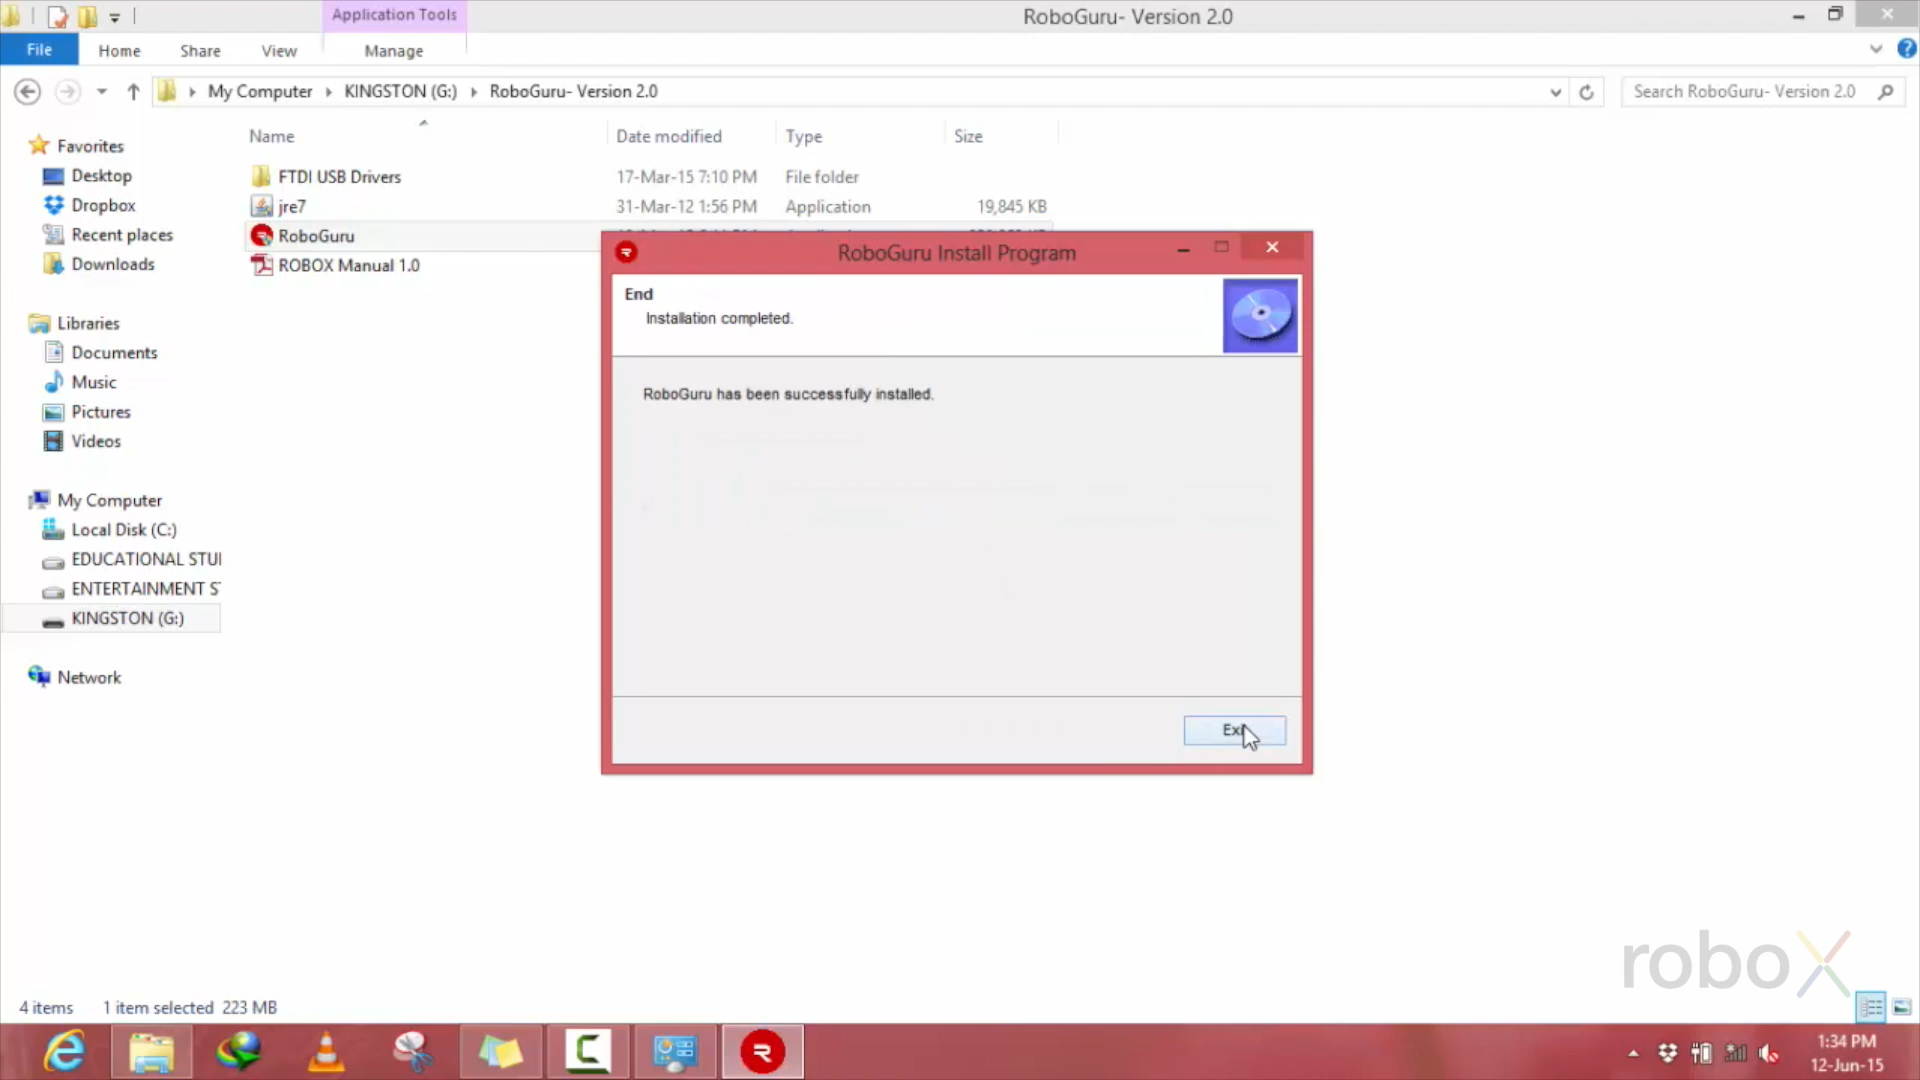 Application Tools
RoboGuru- Version 2.0
File
Home
Share
View
Manage
My Computer
KINGSTON (G:)
RoboGuru- Version 2.0
Search RoboGuru- Version 2.0
Name
Date modified
Type
Size
Favorites
Desktop
Dropbox
Recent places
Downloads
Libraries
Documents
Music
Pictures
Videos
My Computer
Local Disk (C:)
EDUCATIONAL STU
ENTERTAINMENT S
KINGSTON (G:)
Network
FTDI USB Drivers
17-Mar-15 7:10 PM
File folder
jre7
31-Mar-12 1:56 PM
Application
19,845 KB
RoboGuru
ROBOX Manual 1.0
RoboGuru Install Program
End
Installation completed.
RoboGuru has been successfully installed.
4 items
1 item selected 223 MB
roboX
1:34 PM
12-Jun-15